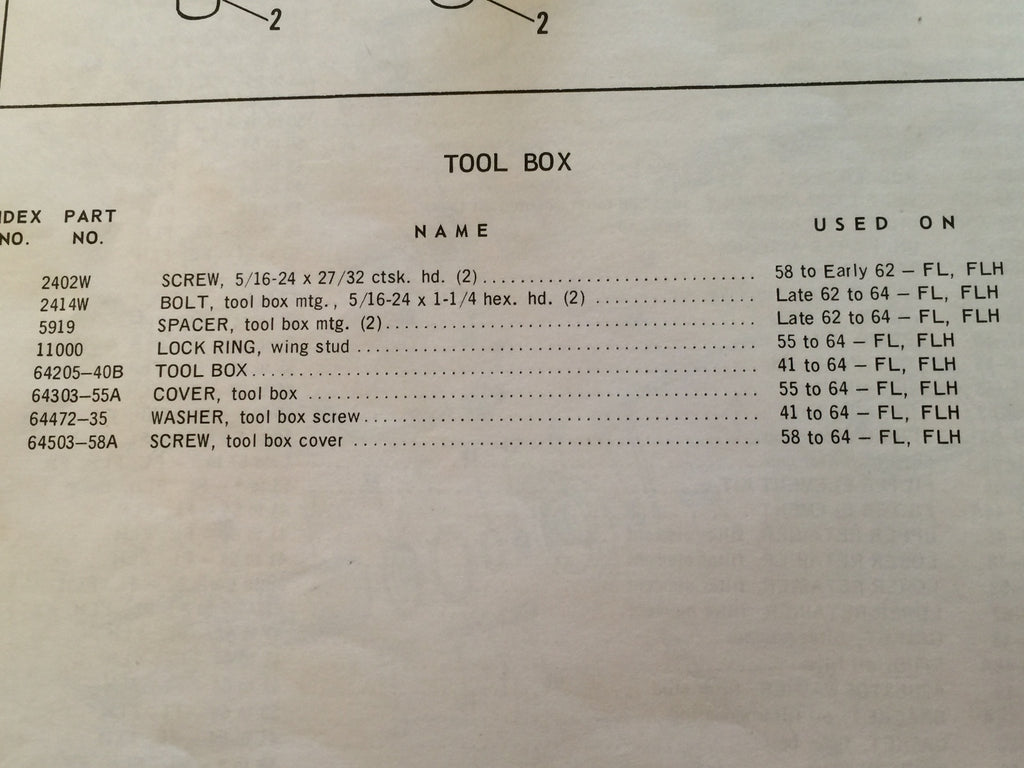 2 2
TOOL BOX
DEX PART NAME USED ON
NO. NO.
2402W SCREW, 5/16-24 x 27/32 ctsk. hd. (2) 58 to Early 62 – FL, FLH
2414W BOLT, tool box mtg., 5/16-24 x 1-1/4 hex. hd. (2) Late 62 to 64 – FL, FLH
5919 SPACER, tool box mtg. (2) Late 62 to 64 – FL, FLH
11000 LOCK RING, wing stud 55 to 64 – FL, FLH
64205–40B TOOL BOX 41 to 64 – FL, FLH
64303–55A COVER, tool box 55 to 64 – FL, FLH
64472–35 WASHER, tool box screw 41 to 64 – FL, FLH
64503–58A SCREW, tool box cover 58 to 64 – FL, FLH